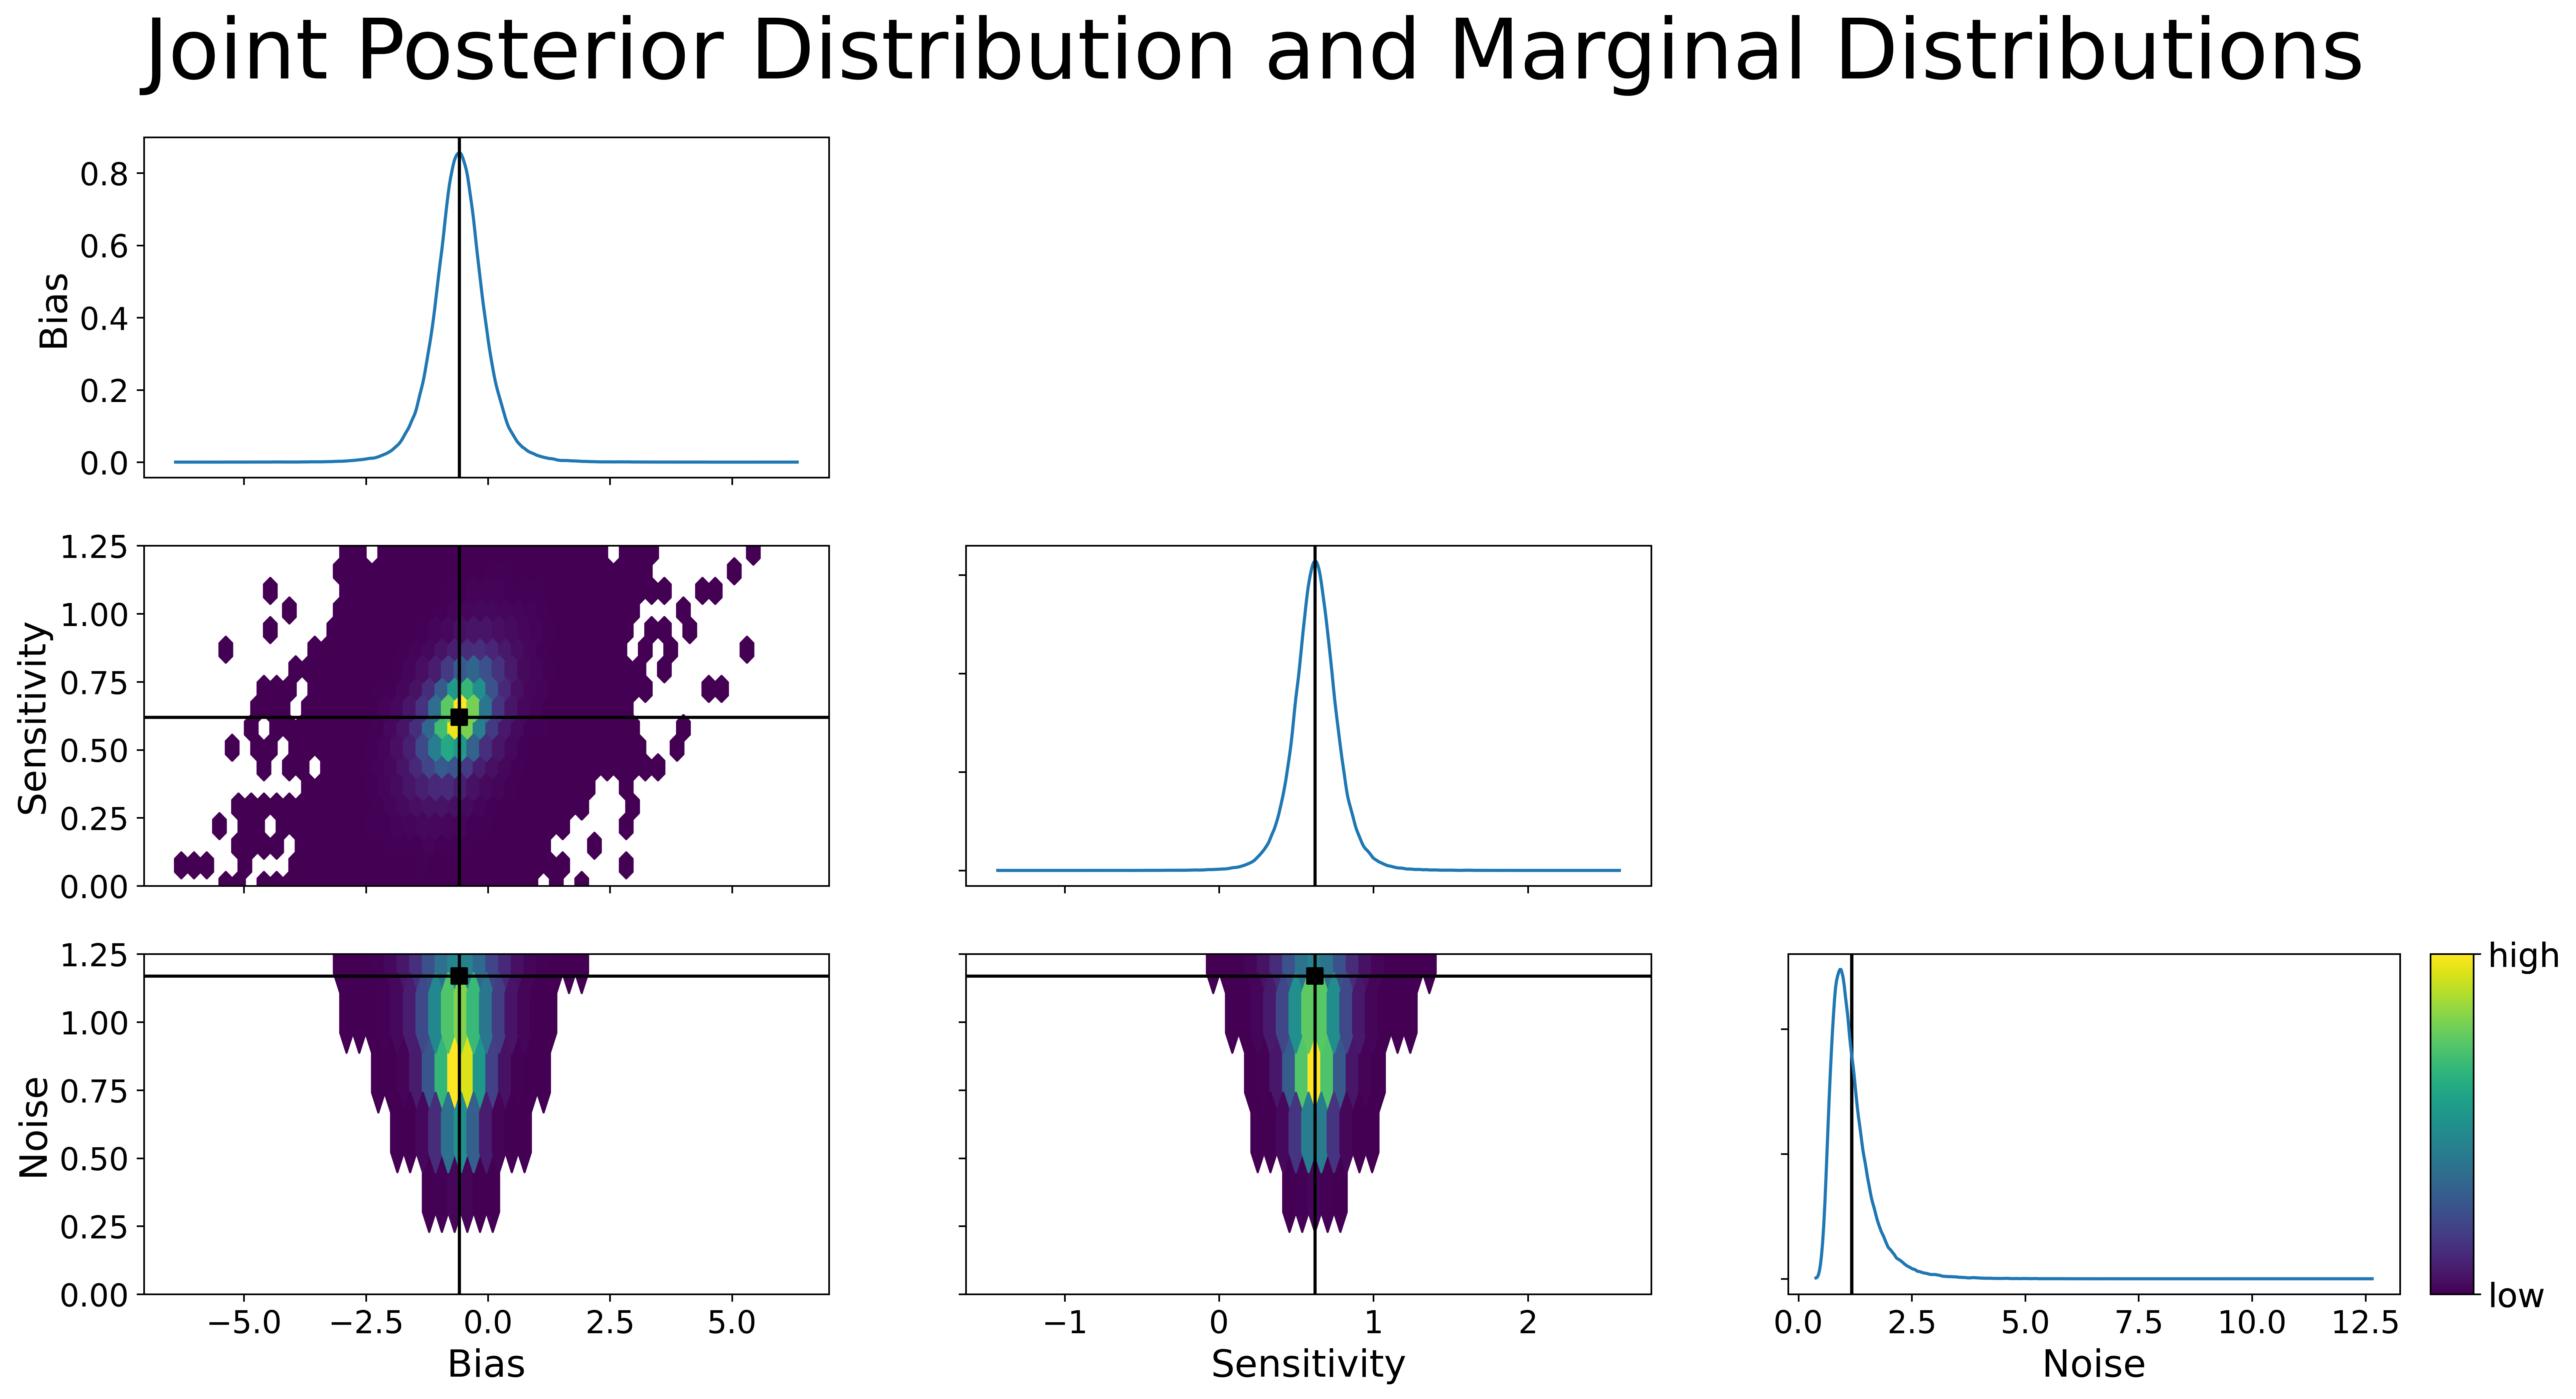 Joint Posterior Distribution and Marginal Distributions
0.8
0.6
0.4
0.2
0.0
Bias
1.25
1.00
0.75
0.50
0.25
0.00
Sensitivity
1.25
1.00
0.75
0.50
0.25
0.00
Noise
−5.0 −2.5 0.0 2.5 5.0
Bias
−1 0 1 2
Sensitivity
0.0 2.5 5.0 7.5 10.0 12.5
Noise
high
low